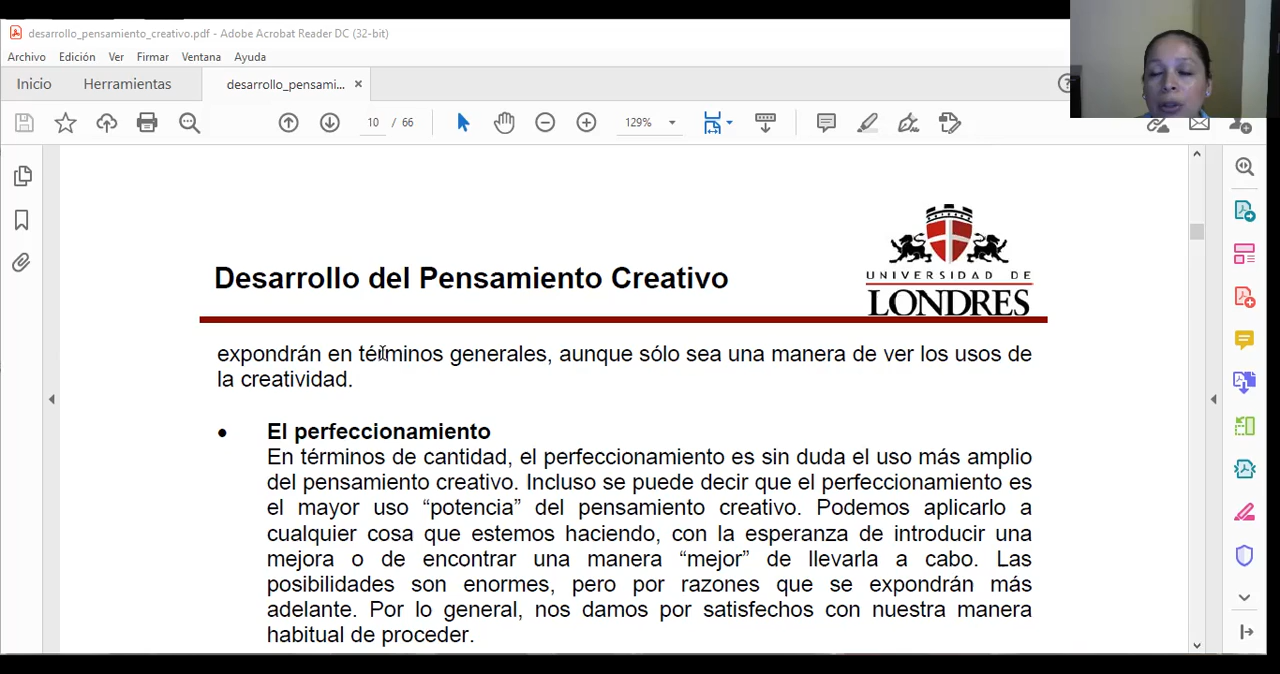 desarrollo_pensamiento_creativo.pdf - Adobe Acrobat Reader DC (32-bit)
Archivo Edición Ver Firmar Ventana Ayuda
Inicio Herramientas desarrollo_pensami... ×
10 / 66 129%
UNIVERSIDAD DE
LONDRES
Desarrollo del Pensamiento Creativo
expondrán en términos generales, aunque sólo sea una manera de ver los usos de
la creatividad.
• El perfeccionamiento
En términos de cantidad, el perfeccionamiento es sin duda el uso más amplio
del pensamiento creativo. Incluso se puede decir que el perfeccionamiento es
el mayor uso “potencia” del pensamiento creativo. Podemos aplicarlo a
cualquier cosa que estemos haciendo, con la esperanza de introducir una
mejora o de encontrar una manera “mejor” de llevarla a cabo. Las
posibilidades son enormes, pero por razones que se expondrán más
adelante. Por lo general, nos damos por satisfechos con nuestra manera
habitual de proceder.